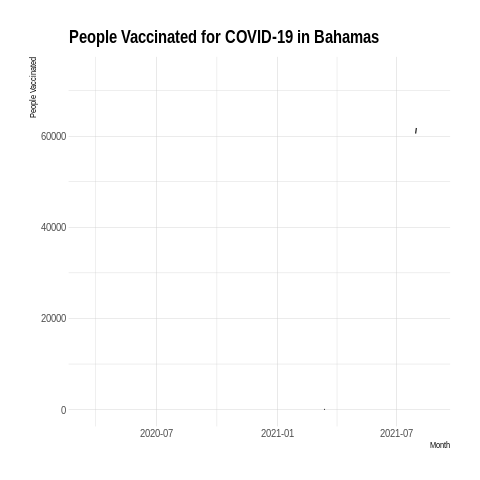 People Vaccinated for COVID-19 in Bahamas
People Vaccinated
60000
40000
20000
0
2020-07 2021-01 2021-07
Month